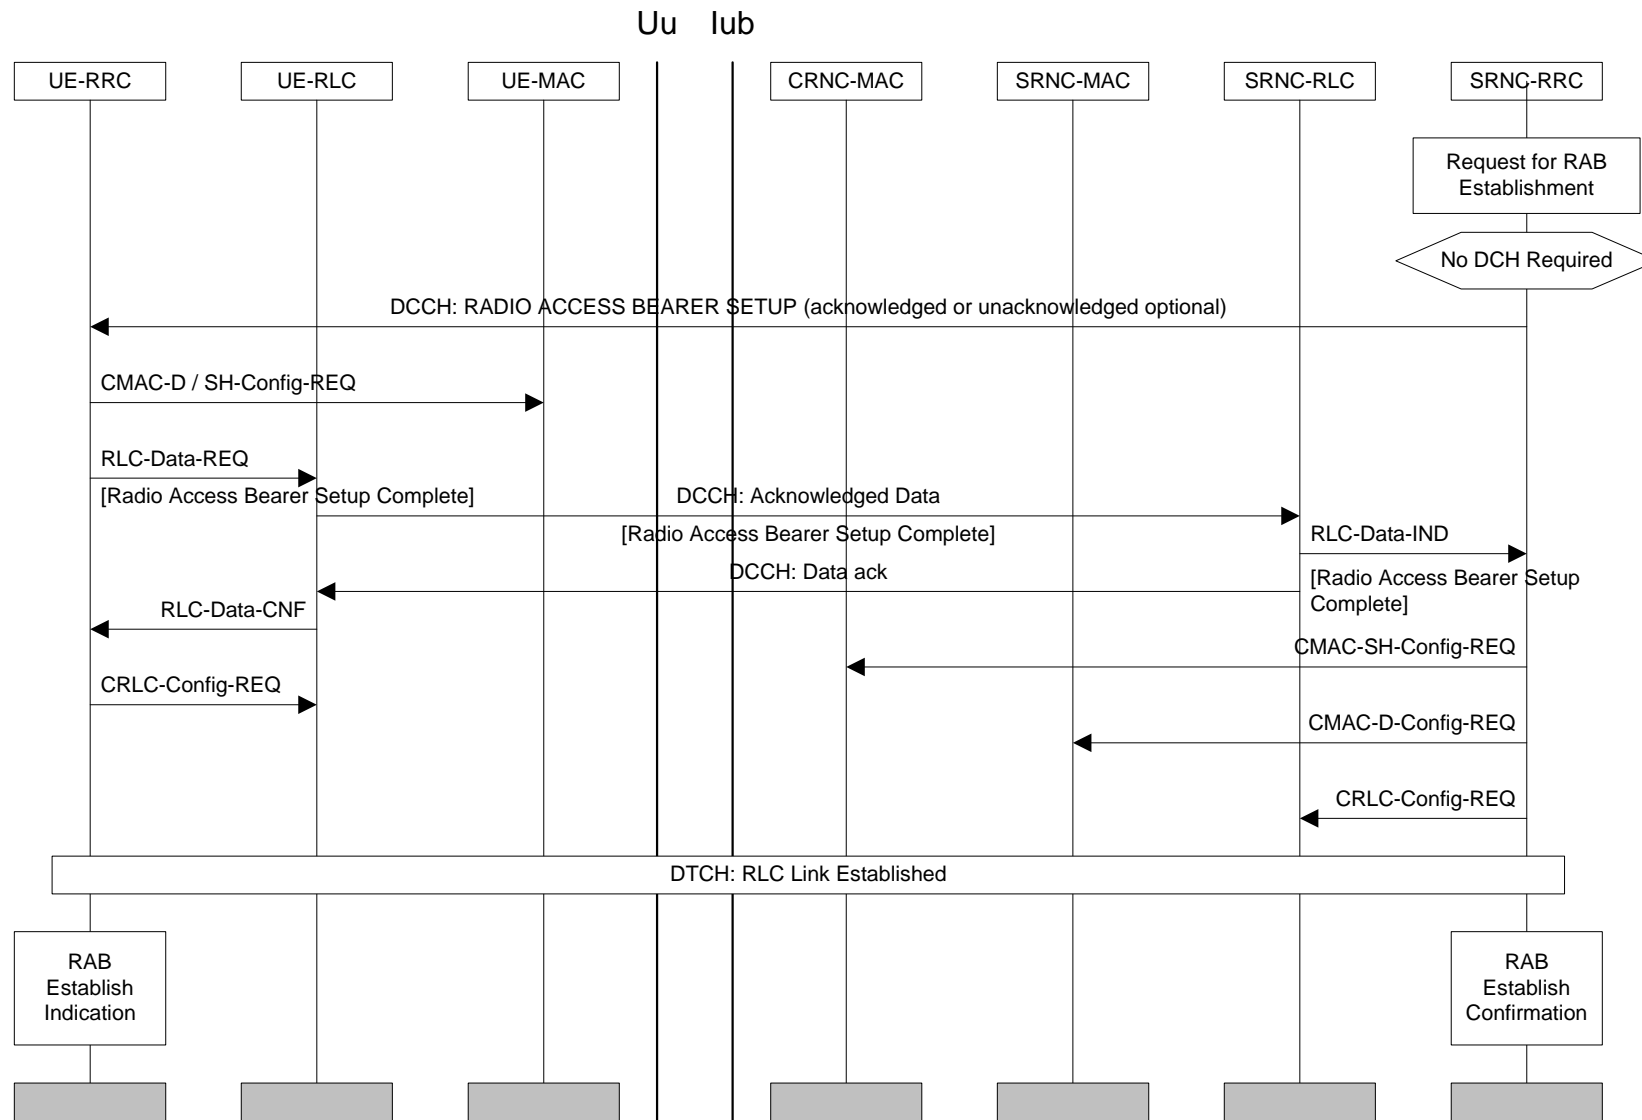 Uu Iub
UE-RRC UE-RLC UE-MAC CRNC-MAC SRNC-MAC SRNC-RLC SRNC-RRC
Request for RAB
Establishment
No DCH Required
DCCH: RADIO ACCESS BEARER SETUP (acknowledged or unacknowledged optional)
CMAC-D / SH-Config-REQ
RLC-Data-REQ
[Radio Access Bearer Setup Complete]
DCCH: Acknowledged Data
[Radio Access Bearer Setup Complete]
RLC-Data-IND
[Radio Access Bearer Setup
Complete]
DCCH: Data ack
RLC-Data-CNF
CMAC-SH-Config-REQ
CRLC-Config-REQ
CMAC-D-Config-REQ
CRLC-Config-REQ
DTCH: RLC Link Established
RAB
Establish
Indication
RAB
Establish
Confirmation